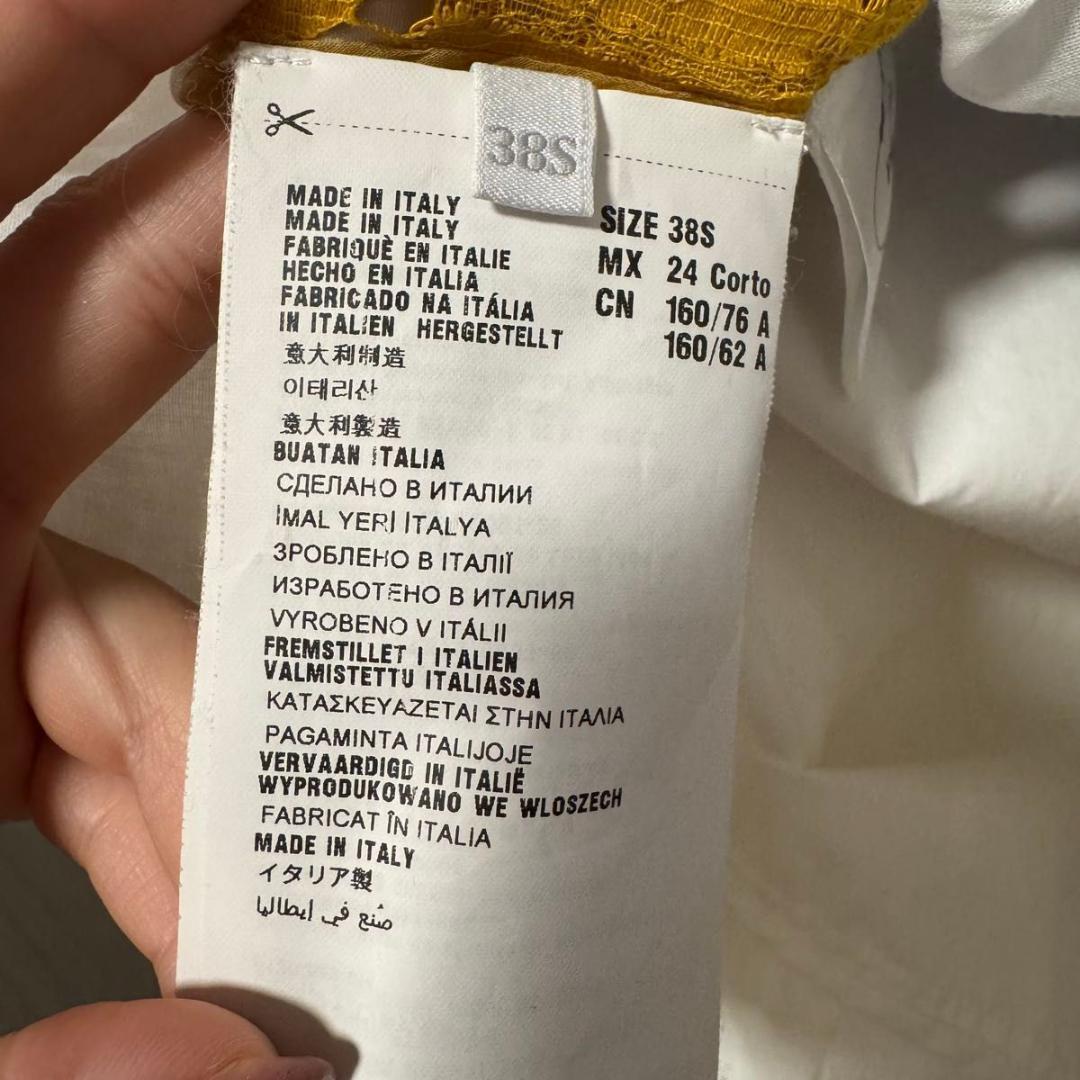 38S
MADE IN ITALY
MADE IN ITALY
FABRIQUÈ EN ITALIE
HECHO EN ITALIA
FABRICADO NA ITÁLIA
IN ITALIEN HERGESTELLT
意大利制造
이태리산
意大利製造
BUATAN ITALIA
СДЕЛАНО В ИТАЛИИ
İMAL YERİ İTALYA
ЗРОБЛЕНО В ІТАЛІЇ
ИЗРАБОТЕНО В ИТАЛИЯ
VYROBENO V ITÁLII
FREMSTILLET I ITALIEN
VALMISTETTU ITALIASSA
ΚΑΤΑΣΚΕΥΑΖΕΤΑΙ ΣΤΗΝ ΙΤΑΛΙΑ
PAGAMINTA ITALIJOJE
VERVAARDIGD IN ITALIË
WYPRODUKOWANO WE WLOSZECH
FABRICAT ÎN ITALIA
MADE IN ITALY
イタリア製
صُنع في إيطاليا
SIZE 38S
MX 24 Corto
CN 160/76 A
160/62 A